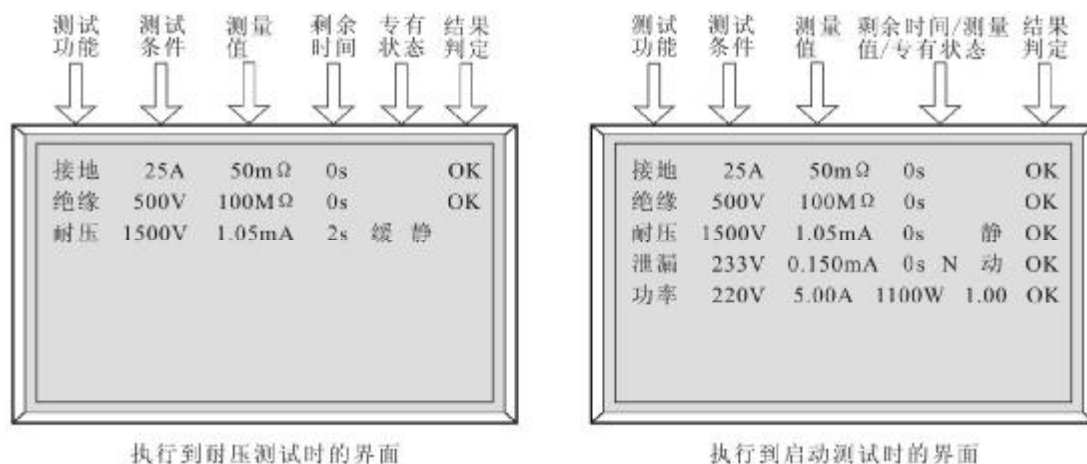 测试 测试 测量 剩余 专有 结果
功能 条件 值 时间 状态 判定
接地 25A 50mΩ 0s OK
绝缘 500V 100MΩ 0s OK
耐压 1500V 1.05mA 2s 缓 静
执行到耐压测试时的界面
测试 测试 测量 剩余时间/测量 结果
功能 条件 值 值/专有状态 判定
接地 25A 50mΩ 0s OK
绝缘 500V 100MΩ 0s OK
耐压 1500V 1.05mA 0s 静 OK
泄漏 233V 0.150mA 0s N 动 OK
功率 220V 5.00A 1100W 1.00 OK
执行到启动测试时的界面